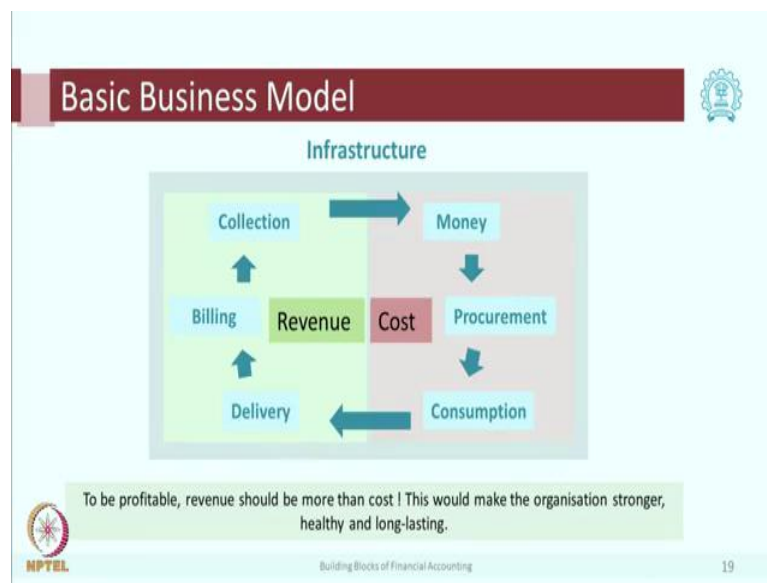 Basic Business Model
Infrastructure
Collection
Money
Billing
Revenue
Cost
Procurement
Delivery
Consumption
To be profitable, revenue should be more than cost ! This would make the organisation stronger,
healthy and long-lasting.
NPTEL
Building Blocks of Financial Accounting
19